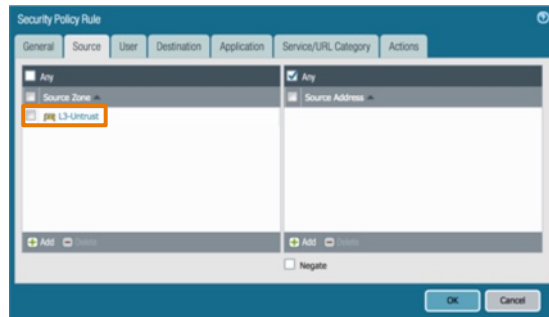 Security Policy Rule
General Source User Destination Application Service/URL Category Actions
Any
Source Zone
L3-Untrust
Add Delete
Any
Source Address
Add Delete
Negate
OK Cancel